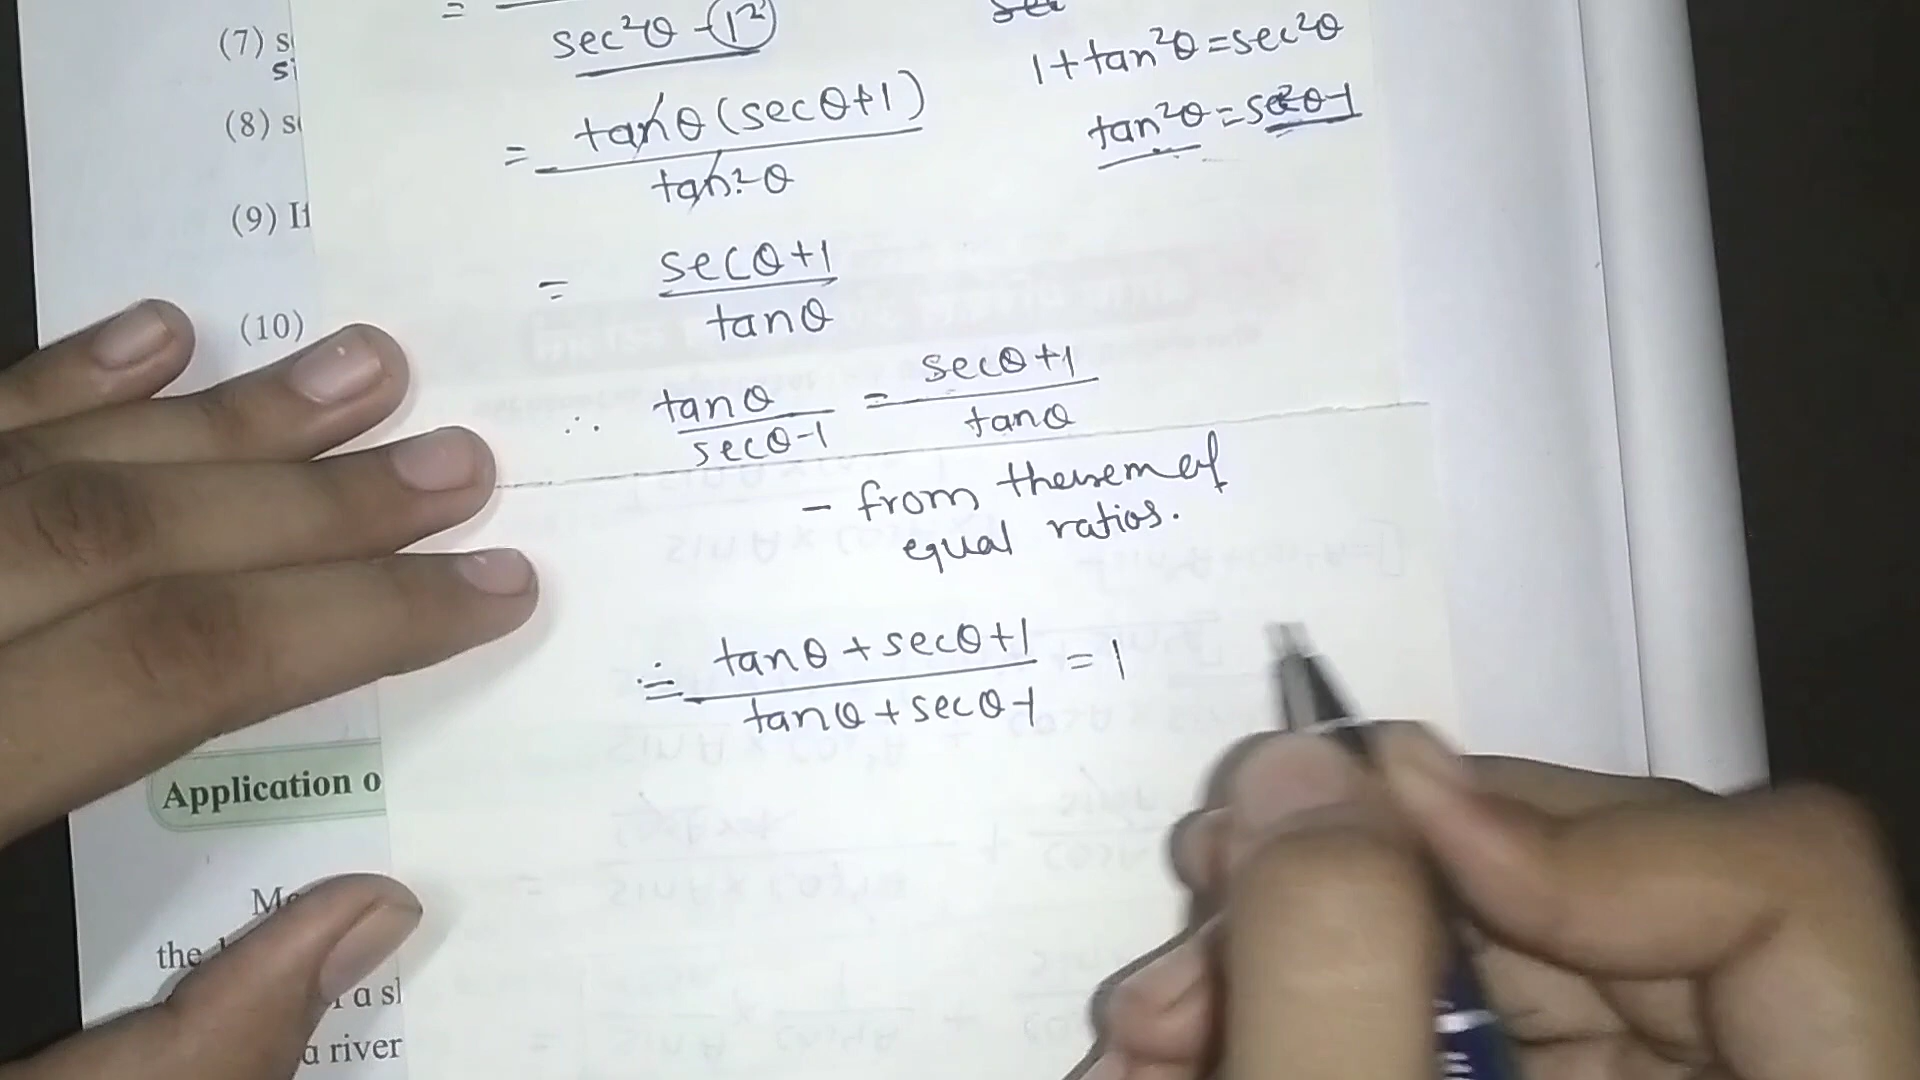 (7) s
=
sec²θ - 1²
1 + tan²θ = sec²θ
tan²θ = sec²θ-1
(8) s
= tanθ (secθ+1)
tan²θ
(9) If
= secθ+1
tanθ
(10)
∴ tanθ = secθ+1
secθ-1 tanθ
- from theorem of
equal ratios.
∴ tanθ + secθ+1 = 1
tanθ + secθ-1
Application o
the
a sl
a river